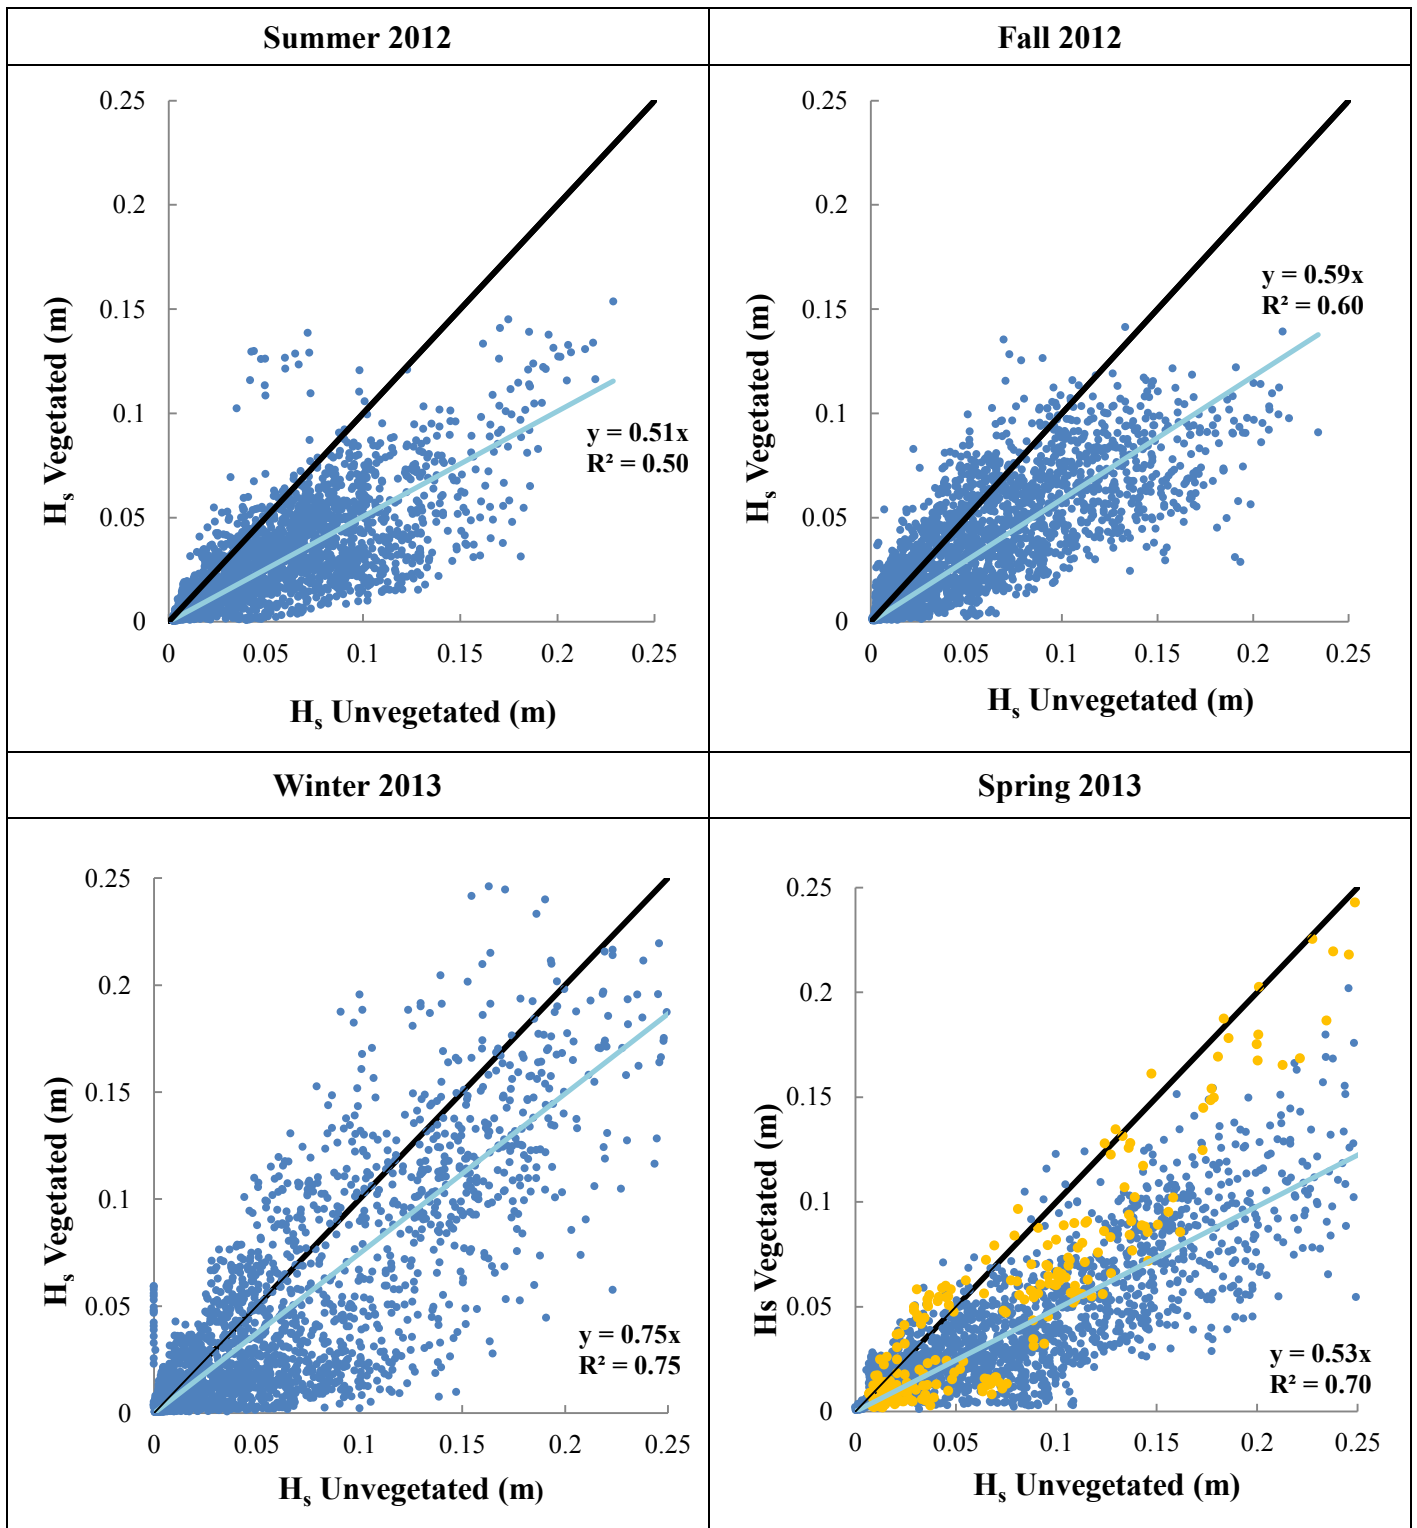 Summer 2012
Fall 2012
0.25
0.2
0.15
0.1
0.05
0
0
0.05
0.1
0.15
0.2
0.25
Hs Vegetated (m)
Hs Unvegetated (m)
y = 0.51x
R² = 0.50
0.25
0.2
0.15
0.1
0.05
0
0
0.05
0.1
0.15
0.2
0.25
Hs Vegetated (m)
Hs Unvegetated (m)
y = 0.59x
R² = 0.60
Winter 2013
Spring 2013
0.25
0.2
0.15
0.1
0.05
0
0
0.05
0.1
0.15
0.2
0.25
Hs Vegetated (m)
Hs Unvegetated (m)
y = 0.75x
R² = 0.75
0.25
0.2
0.15
0.1
0.05
0
0
0.05
0.1
0.15
0.2
0.25
Hs Vegetated (m)
Hs Unvegetated (m)
y = 0.53x
R² = 0.70